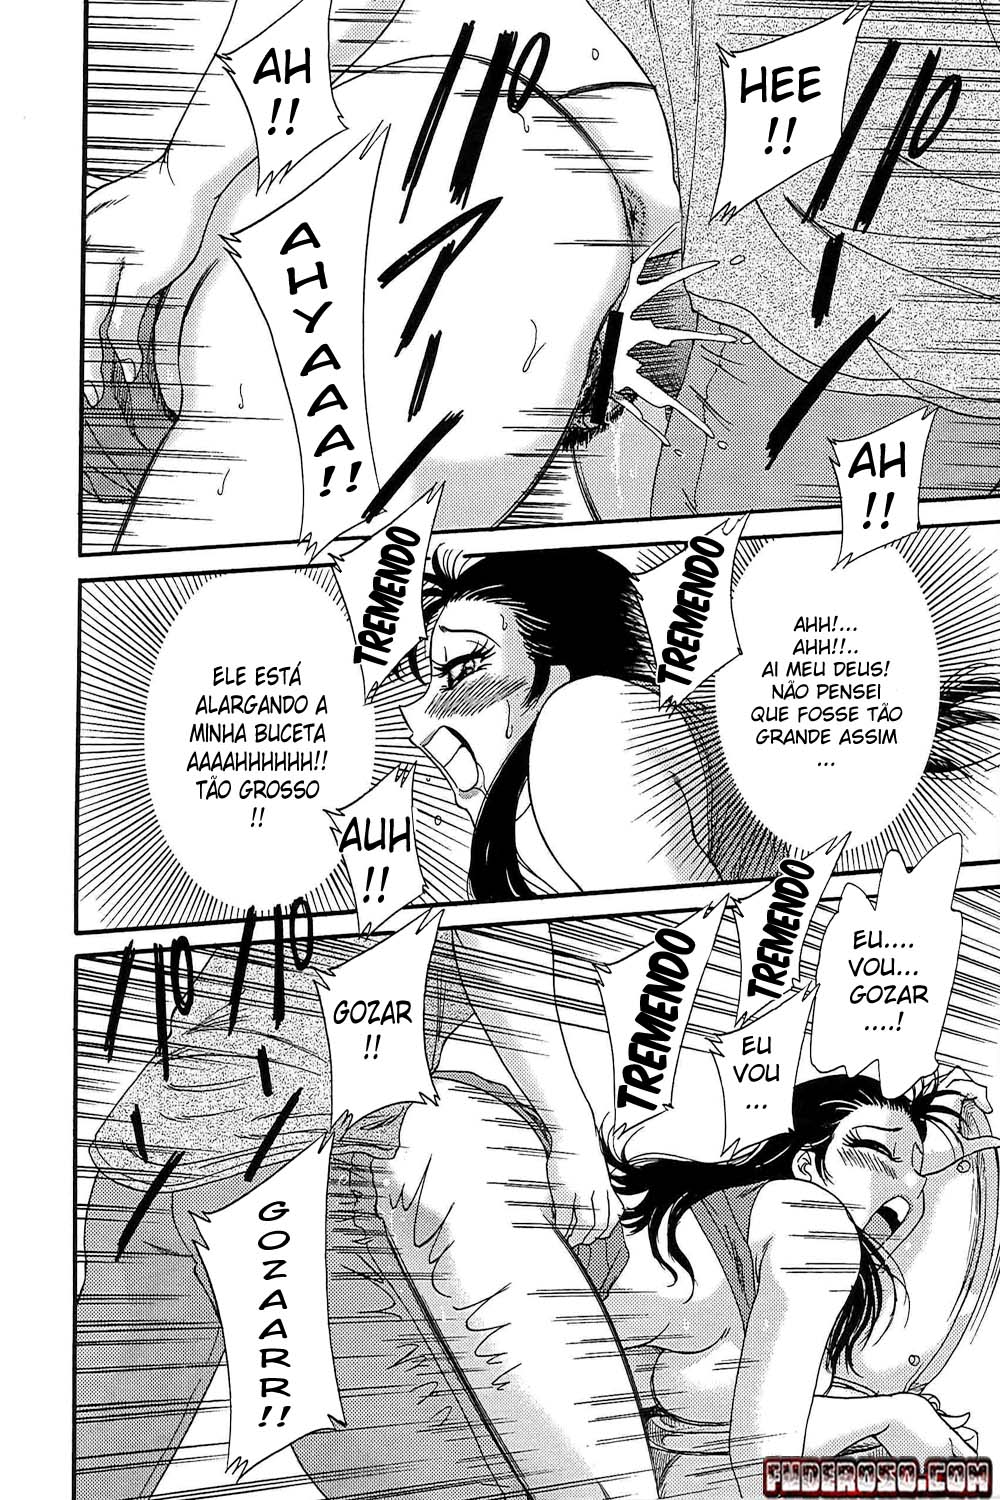 HEE
!!
AH
!!
AHYAAAA!!
AH
!!
AHH!...
AHH!!..
AI MEU DEUS!
NÃO PENSEI
QUE FOSSE TÃO
GRANDE ASSIM
...
TREMENDO
TREMENDO
ELE ESTÁ
ALARGANDO A
MINHA BUCETA
AAAAHHHHHH!!
TÃO GROSSO
!!
AUH
!!
EU....
VOU...
GOZAR
....!
TREMENDO
TREMENDO
EU
VOU
...
GOZAR
!!
GOZARR!!
FUDEROSO.COM